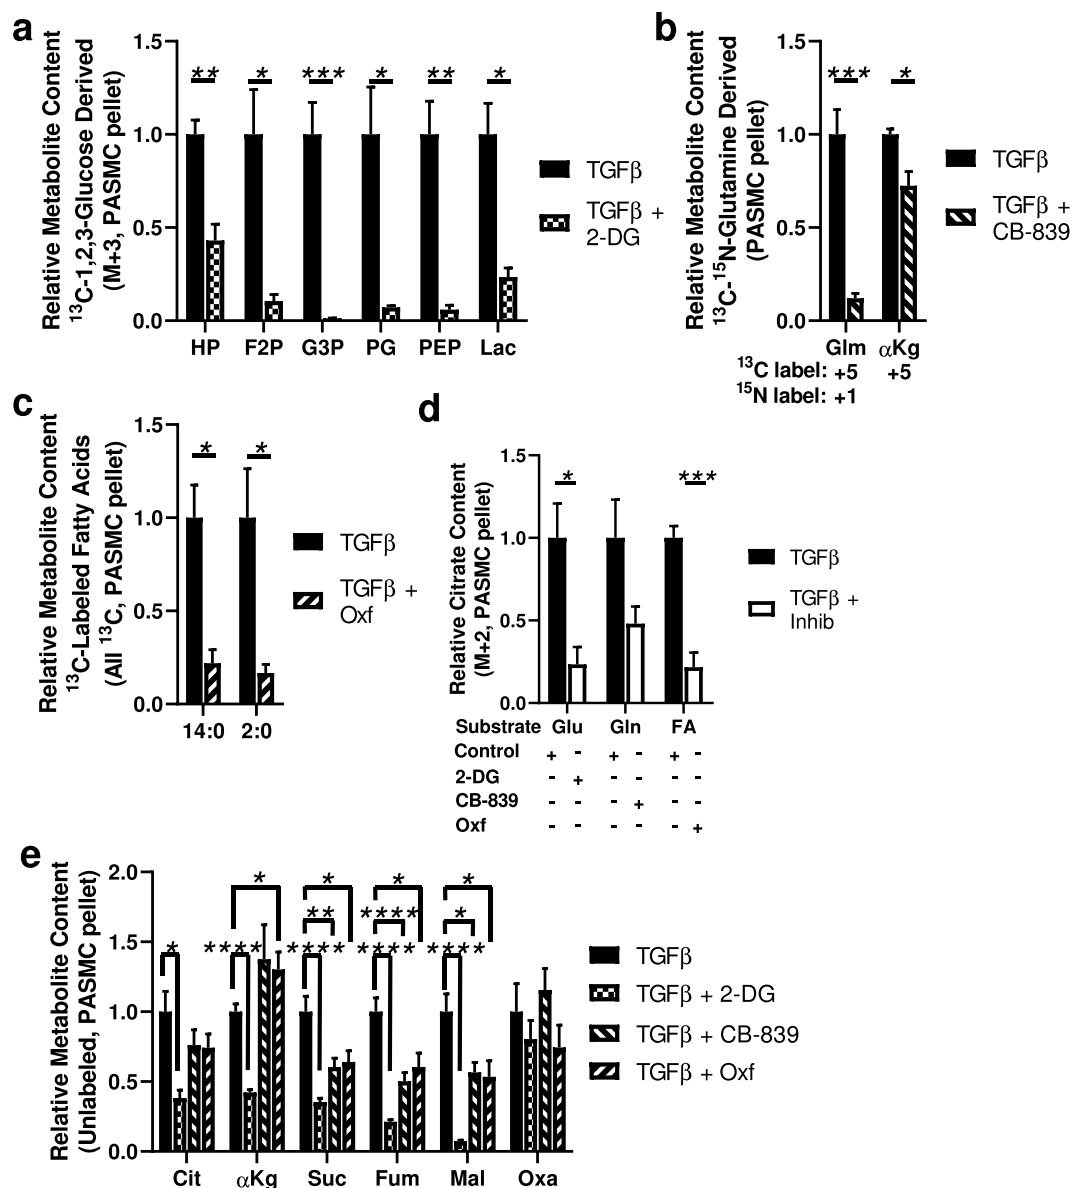 a
Relative Metabolite Content
¹³C-1,2,3-Glucose Derived
(M+3, PASMC pellet)
1.5
1.0
0.5
0.0
** * *** * ** *
HP F2P G3P PG PEP Lac
TGFβ
TGFβ +
2-DG
b
Relative Metabolite Content
¹³C-¹⁵N-Glutamine Derived
(PASMC pellet)
1.5
1.0
0.5
0.0
*** *
Glm αKg
¹³C label: +5 +5
¹⁵N label: +1
TGFβ
TGFβ +
CB-839
c
Relative Metabolite Content
¹³C-Labeled Fatty Acids
(All ¹³C, PASMC pellet)
1.5
1.0
0.5
0.0
* *
14:0 2:0
TGFβ
TGFβ +
Oxf
d
Relative Citrate Content
(M+2, PASMC pellet)
1.5
1.0
0.5
0.0
* ***
Substrate Glu Gln FA
Control + - + - + -
2-DG - + - - - -
CB-839 - - - + - -
Oxf - - - - - +
TGFβ
TGFβ +
Inhib
e
Relative Metabolite Content
(Unlabeled, PASMC pellet)
2.0
1.5
1.0
0.5
0.0
* * * *
** **** *
* **** **** **** ****
Cit αKg Suc Fum Mal Oxa
TGFβ
TGFβ + 2-DG
TGFβ + CB-839
TGFβ + Oxf